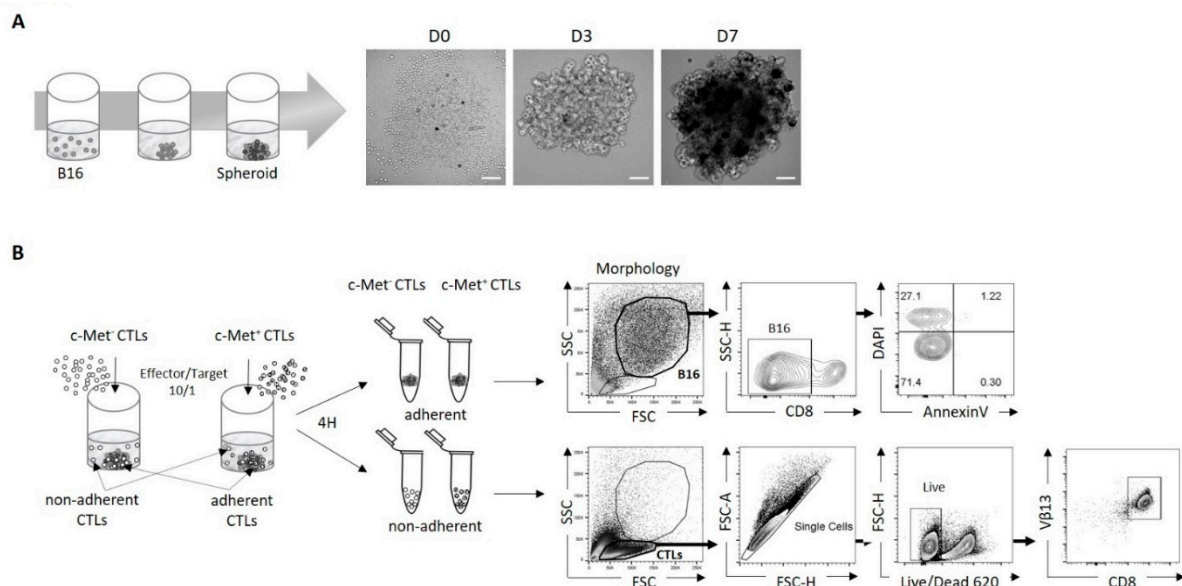 A
D0
D3
D7
B16
Spheroid
B
c-Met⁻ CTLs
c-Met⁺ CTLs
Effector/Target
10/1
non-adherent
CTLs
adherent
CTLs
4H
c-Met⁻ CTLs
c-Met⁺ CTLs
adherent
non-adherent
Morphology
SSC
B16
FSC
SSC-H
B16
CD8
DAPI
27.1
1.22
71.4
0.30
AnnexinV
SSC
CTLs
FSC
FSC-A
Single Cells
FSC-H
FSC-H
Live
Live/Dead 620
Vβ13
CD8